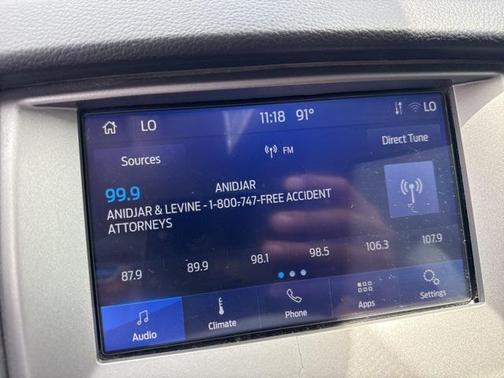 LO 11:18 91° LO
Sources FM Direct Tune
99.9 ANIDJAR
ANIDJAR & LEVINE - 1-800-747-FREE ACCIDENT
ATTORNEYS
87.9 89.9 98.1 98.5 106.3 107.9
Audio Climate Phone Apps Settings